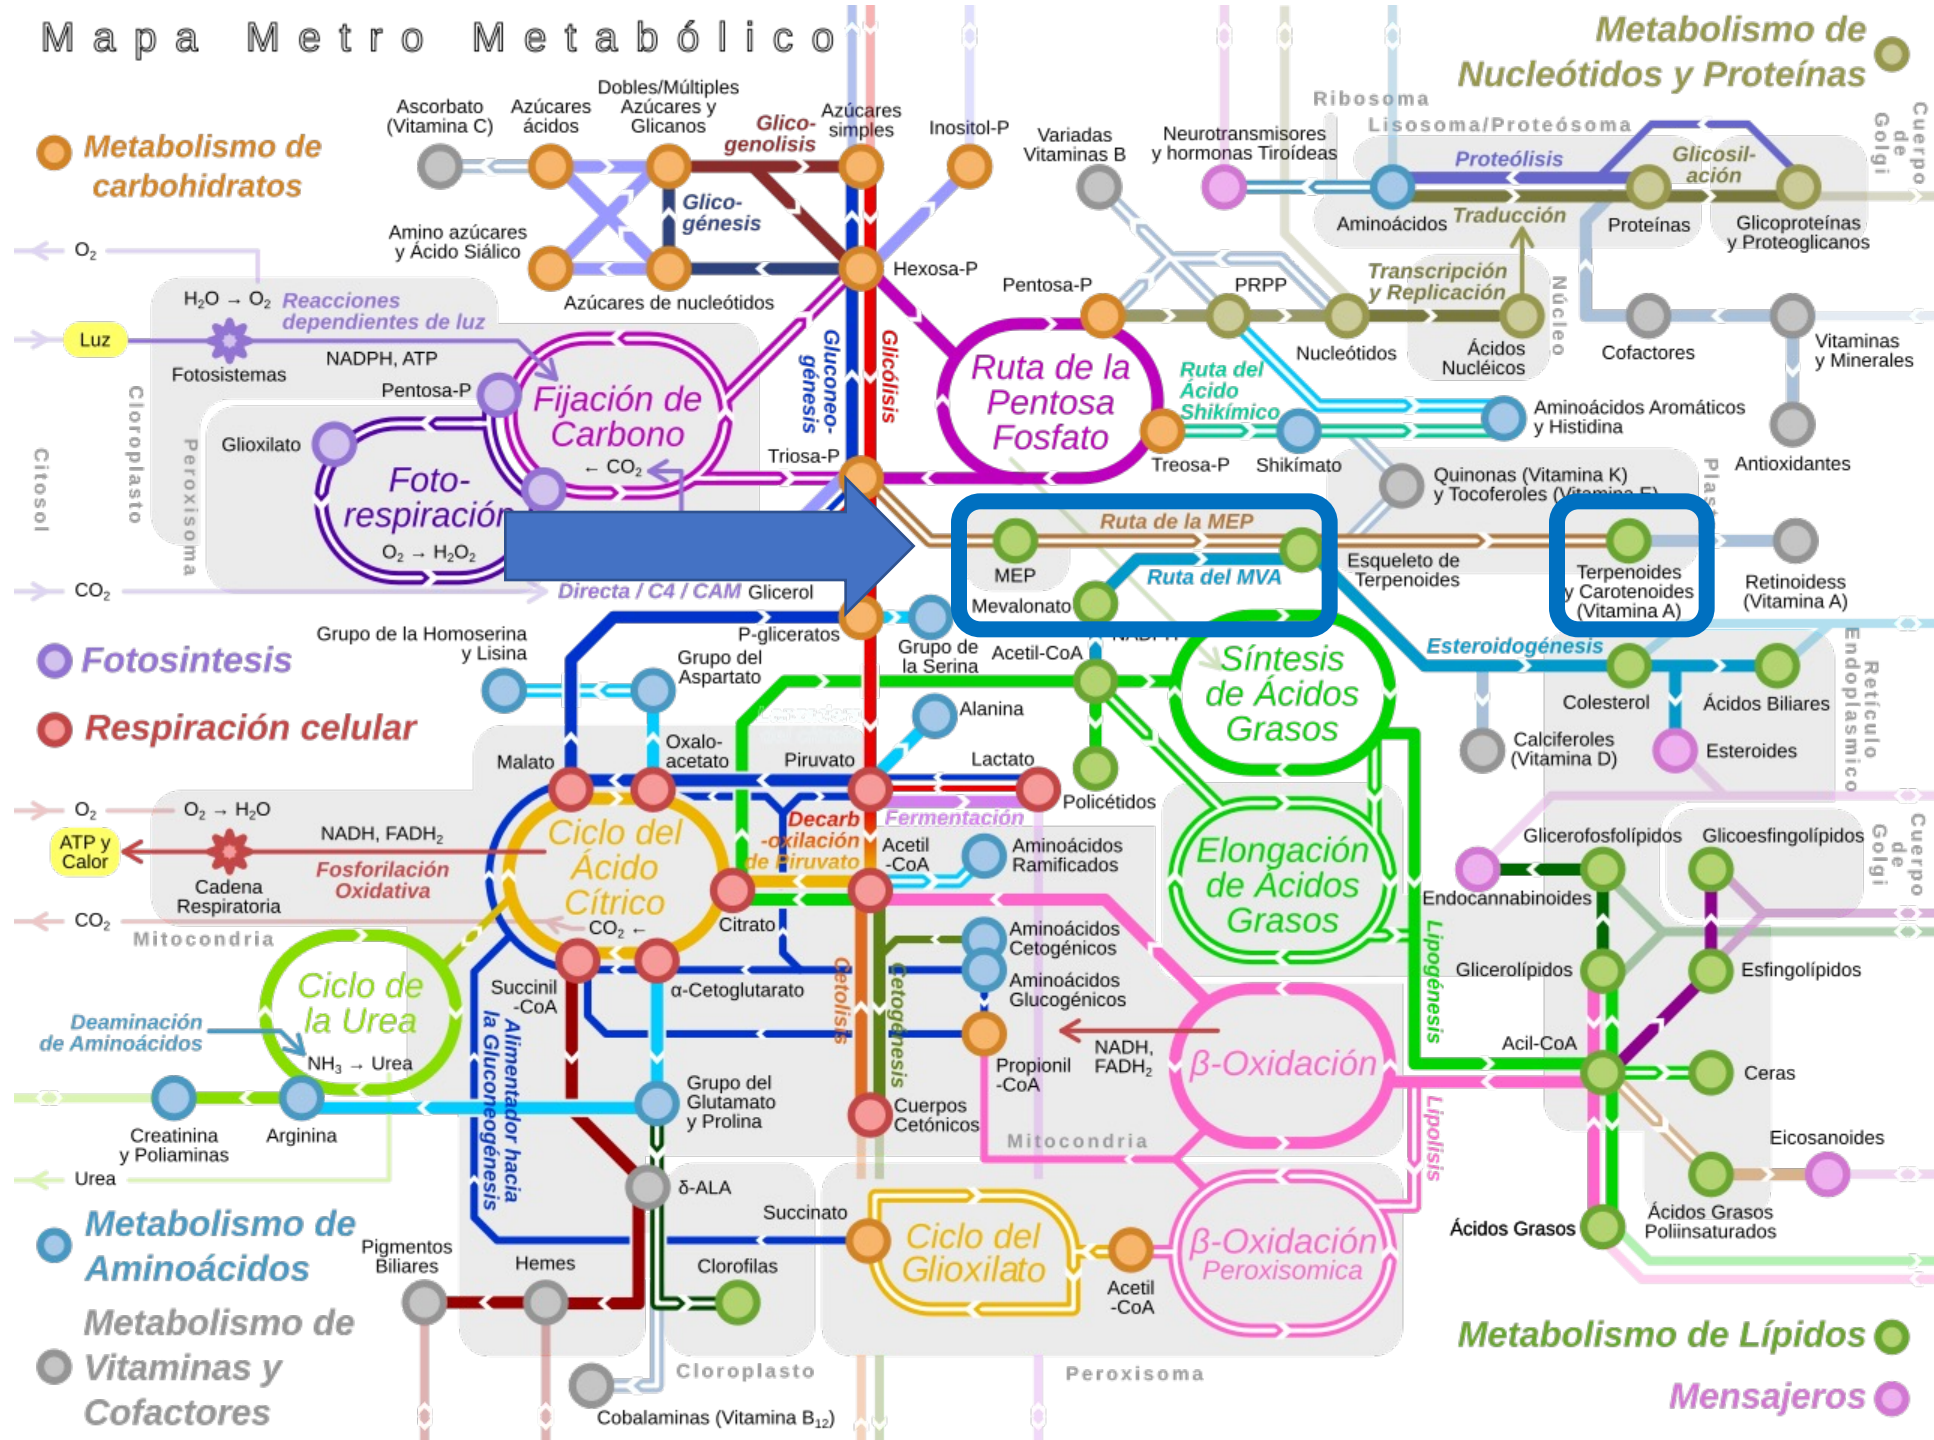 Mapa Metro Metabólico
Metabolismo de
Nucleótidos y Proteínas
Metabolismo de
carbohidratos
Ascorbato
(Vitamina C)
Azúcares
ácidos
Dobles/Múltiples
Azúcares y
Glicanos
Glico-
genolisis
Azúcares
simples
Inositol-P
Variadas
Vitaminas B
Neurotransmisores
y hormonas Tiroídeas
Ribosoma
Lisosoma/Proteósoma
Proteólisis
Glicosil-
ación
Cuerpo
de
Golgi
Glico-
génesis
Amino azúcares
y Ácido Siálico
Azúcares de nucleótidos
Hexosa-P
Aminoácidos
Traducción
Proteínas
Glicoproteínas
y Proteoglicanos
O2
H2O → O2
Reacciones
dependientes de luz
Luz
Fotosistemas
NADPH, ATP
Pentosa-P
Fijación de
Carbono
← CO2
Gluconeo-
génesis
Glicólisis
Ruta de la
Pentosa
Fosfato
Pentosa-P
PRPP
Transcripción
y Replicación
Nucleótidos
Ácidos
Nucléicos
Núcleo
Cofactores
Vitaminas
y Minerales
Ruta del
Ácido
Shikímico
Treosa-P
Shikímato
Aminoácidos Aromáticos
y Histidina
Antioxidantes
Citosol
Cloroplasto
Peroxisoma
Glioxilato
Foto-
respiración
O2 → H2O2
Triosa-P
Quinonas (Vitamina K)
y Tocoferoles (Vitamina E)
Plast
Ruta de la MEP
MEP
Ruta del MVA
Mevalonato
Esqueleto de
Terpenoides
Terpenoides
y Carotenoides
(Vitamina A)
Retinoidess
(Vitamina A)
CO2
Directa / C4 / CAM
Glicerol
P-gliceratos
Grupo de
la Serina
Acetil-CoA
NADPH
Grupo de la Homoserina
y Lisina
Grupo del
Aspartato
Fotosintesis
Respiración celular
Síntesis
de Ácidos
Grasos
Esteroidogénesis
Colesterol
Ácidos Biliares
Retículo
Endoplasmico
Calciferoles
(Vitamina D)
Esteroides
Malato
Oxalo-
acetato
Piruvato
Alanina
Lactato
Policétidos
Fermentación
O2
O2 → H2O
ATP y
Calor
NADH, FADH2
Fosforilación
Oxidativa
Cadena
Respiratoria
CO2
Mitocondria
Ciclo del
Ácido
Cítrico
CO2 ←
Decarb
-oxilación
de Piruvato
Acetil
-CoA
Aminoácidos
Ramificados
Citrato
Elongación
de Ácidos
Grasos
Glicerofosfolípidos
Glicoesfingolípidos
Cuerpo
de
Golgi
Endocannabinoides
Aminoácidos
Cetogénicos
Aminoácidos
Glucogénicos
Ciclo de
la Urea
Succinil
-CoA
α-Cetoglutarato
Cetolisis
Cetogénesis
Lipogénesis
Glicerolípidos
Esfingolípidos
Deaminación
de Aminoácidos
NH3 → Urea
Alimentador hacia
la Gluconeogénesis
Propionil
-CoA
NADH,
FADH2
β-Oxidación
Acil-CoA
Ceras
Creatinina
y Poliaminas
Arginina
Grupo del
Glutamato
y Prolina
Cuerpos
Cetónicos
Mitocondria
Lipolisis
Eicosanoides
Urea
δ-ALA
Metabolismo de
Aminoácidos
Succinato
Ciclo del
Glioxilato
Acetil
-CoA
β-Oxidación
Peroxisomica
Ácidos Grasos
Ácidos Grasos
Poliinsaturados
Pigmentos
Biliares
Hemes
Clorofilas
Metabolismo de
Vitaminas y
Cofactores
Cloroplasto
Peroxisoma
Cobalaminas (Vitamina B12)
Metabolismo de Lípidos
Mensajeros